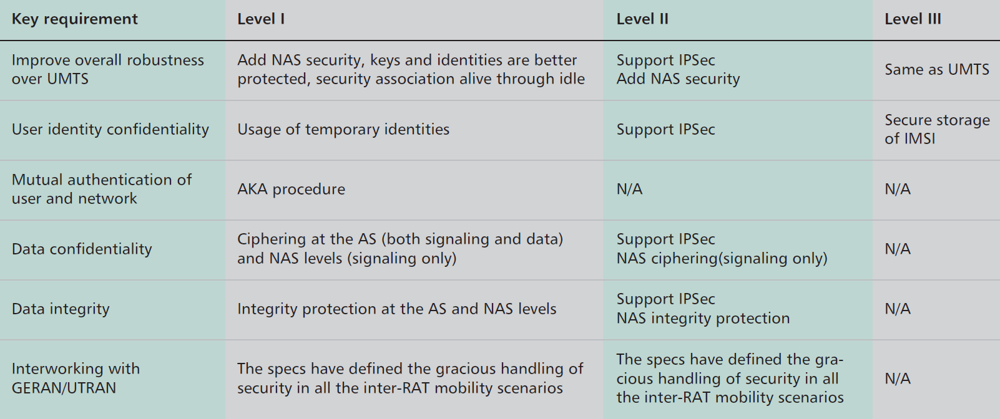 Key requirement
Level I
Level II
Level III
Improve overall robustness
over UMTS
Add NAS security, keys and identities are better
protected, security association alive through idle
Support IPSec
Add NAS security
Same as UMTS
User identity confidentiality
Usage of temporary identities
Support IPSec
Secure storage
of IMSI
Mutual authentication of
user and network
AKA procedure
N/A
N/A
Data confidentiality
Ciphering at the AS (both signaling and data)
and NAS levels (signaling only)
Support IPSec
NAS ciphering(signaling only)
N/A
Data integrity
Integrity protection at the AS and NAS levels
Support IPSec
NAS integrity protection
N/A
Interworking with
GERAN/UTRAN
The specs have defined the gracious handling of
security in all the inter-RAT mobility scenarios
The specs have defined the gra-
cious handling of security in all
the inter-RAT mobility scenarios
N/A